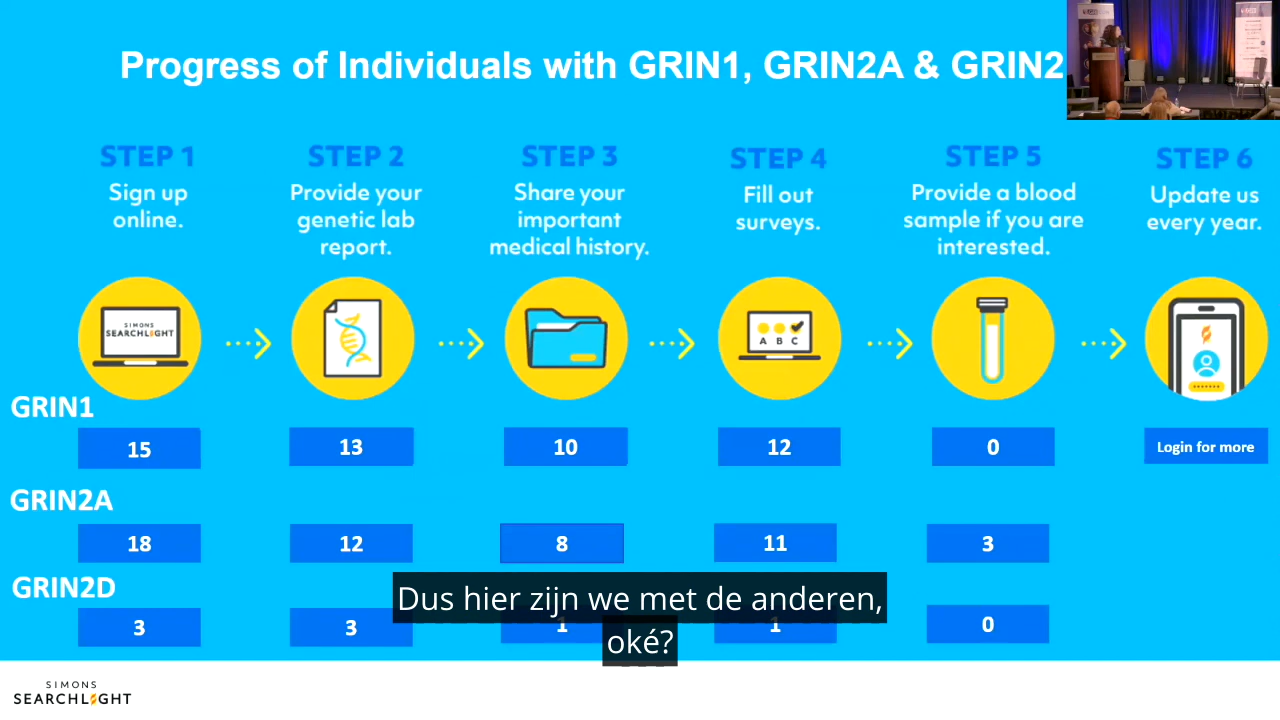 Progress of Individuals with GRIN1, GRIN2A & GRIN2
STEP 1
Sign up
online.
STEP 2
Provide your
genetic lab
report.
STEP 3
Share your
important
medical history.
STEP 4
Fill out
surveys.
STEP 5
Provide a blood
sample if you are
interested.
STEP 6
Update us
every year.
SIMONS
SEARCHLIGHT
A B C
GRIN1
15 13 10 12 0 Login for more
GRIN2A
18 12 8 11 3
GRIN2D
3 3 1 1 0
Dus hier zijn we met de anderen,
oké?
SIMONS
SEARCHLIGHT